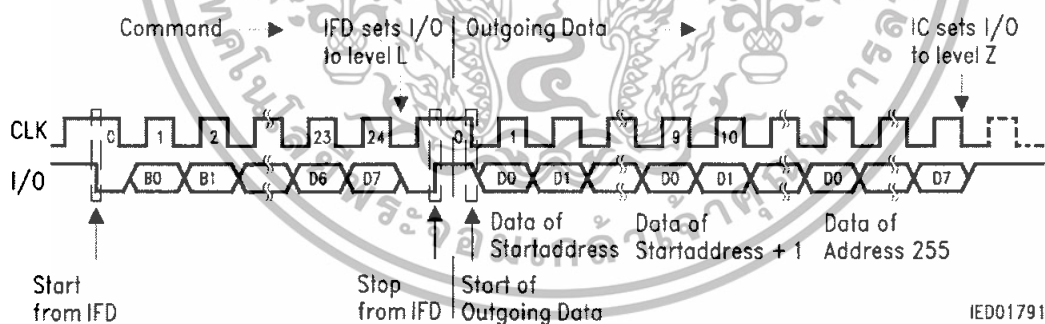 Command IFD sets I/O Outgoing Data IC sets I/O
to level L to level Z
CLK 0 1 2 23 24 0 1 9 10
I/O B0 B1 D6 D7 D0 D1 D0 D1 D0 D7
Data of Data of Data of
Startaddress Startaddress + 1 Address 255
Start Stop Start of
from IFD from IFD Outgoing Data
IED01791